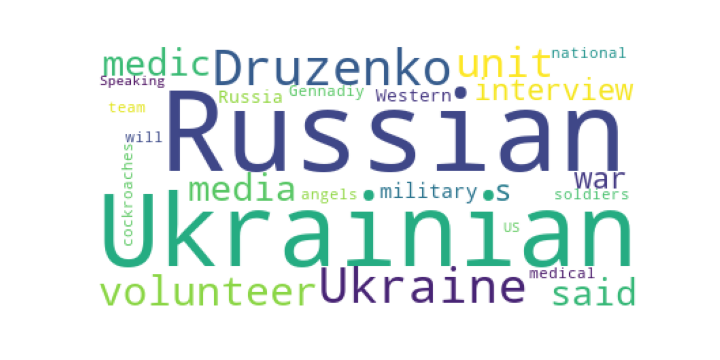 medic Druzenko unit national
Speaking Russia Gennadiy Western interview
team Russian
will
cockroaches media angels military s war soldiers
Ukrainian US
volunteer Ukraine medical said